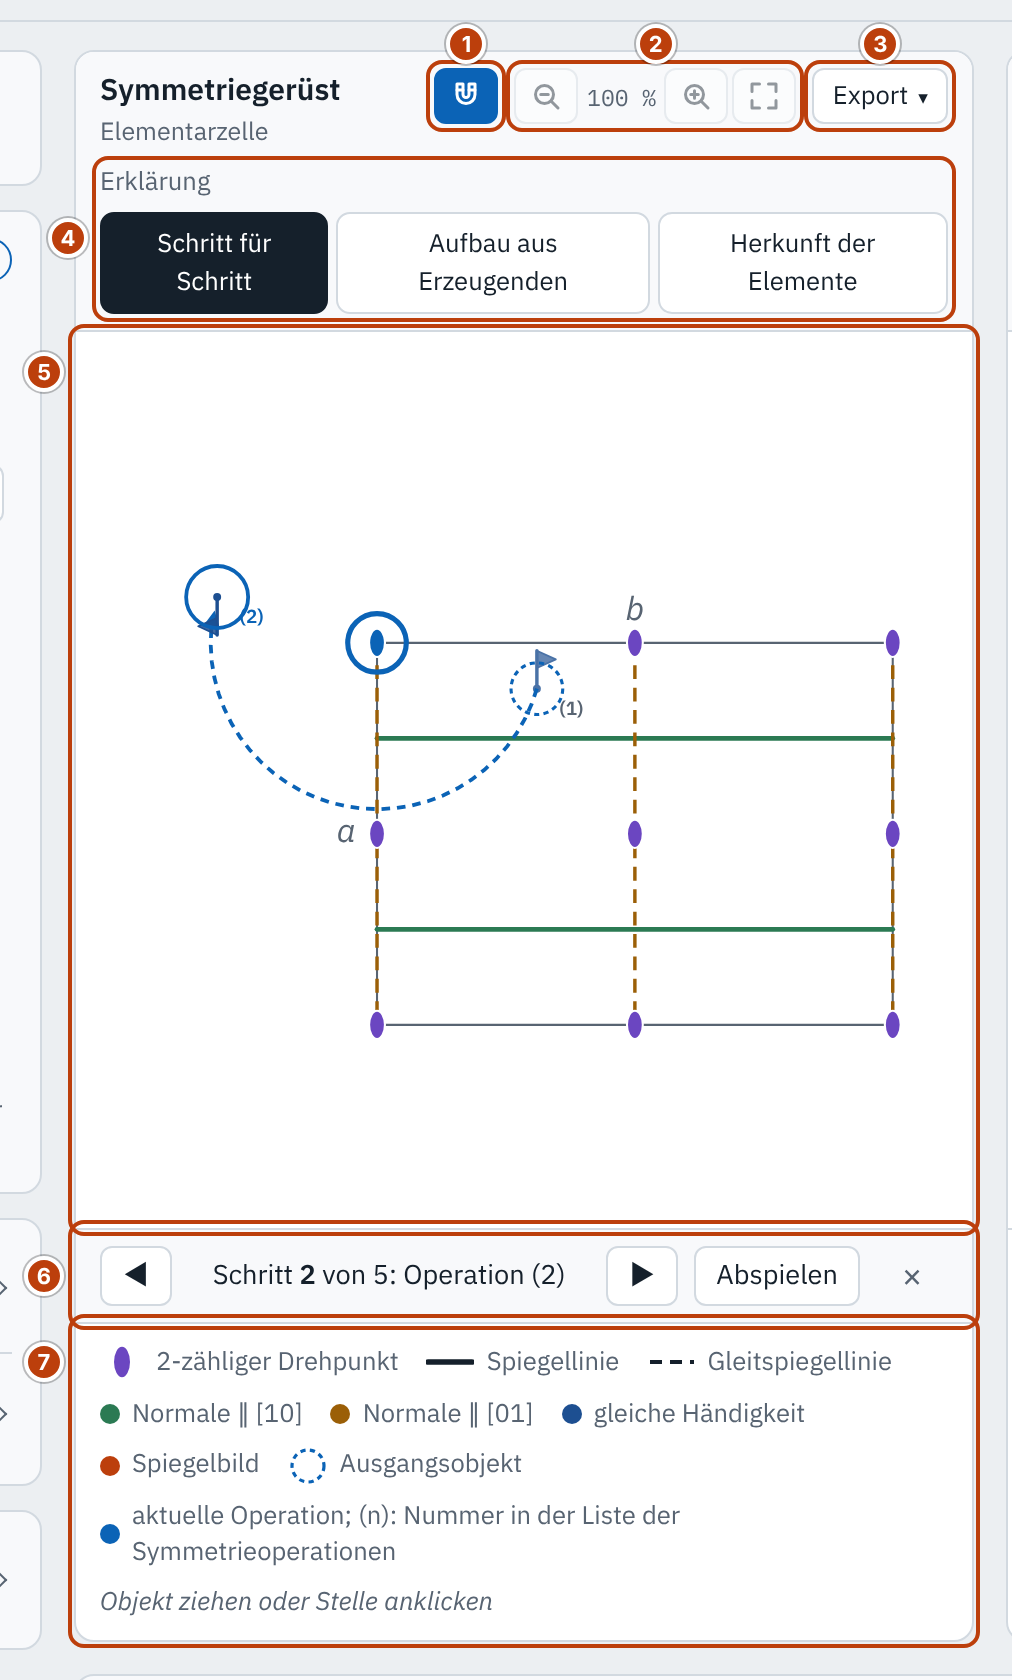 1
2
3
Symmetriegerüst
100 %
Export ▾
Elementarzelle
Erklärung
4
Schritt für
Schritt
Aufbau aus
Erzeugenden
Herkunft der
Elemente
5
(2)
b
(1)
a
6
Schritt 2 von 5: Operation (2)
Abspielen
×
7
2-zähliger Drehpunkt
Spiegellinie
Gleitspiegellinie
Normale ∥ [10]
Normale ∥ [01]
gleiche Händigkeit
Spiegelbild
Ausgangsobjekt
aktuelle Operation; (n): Nummer in der Liste der
Symmetrieoperationen
Objekt ziehen oder Stelle anklicken